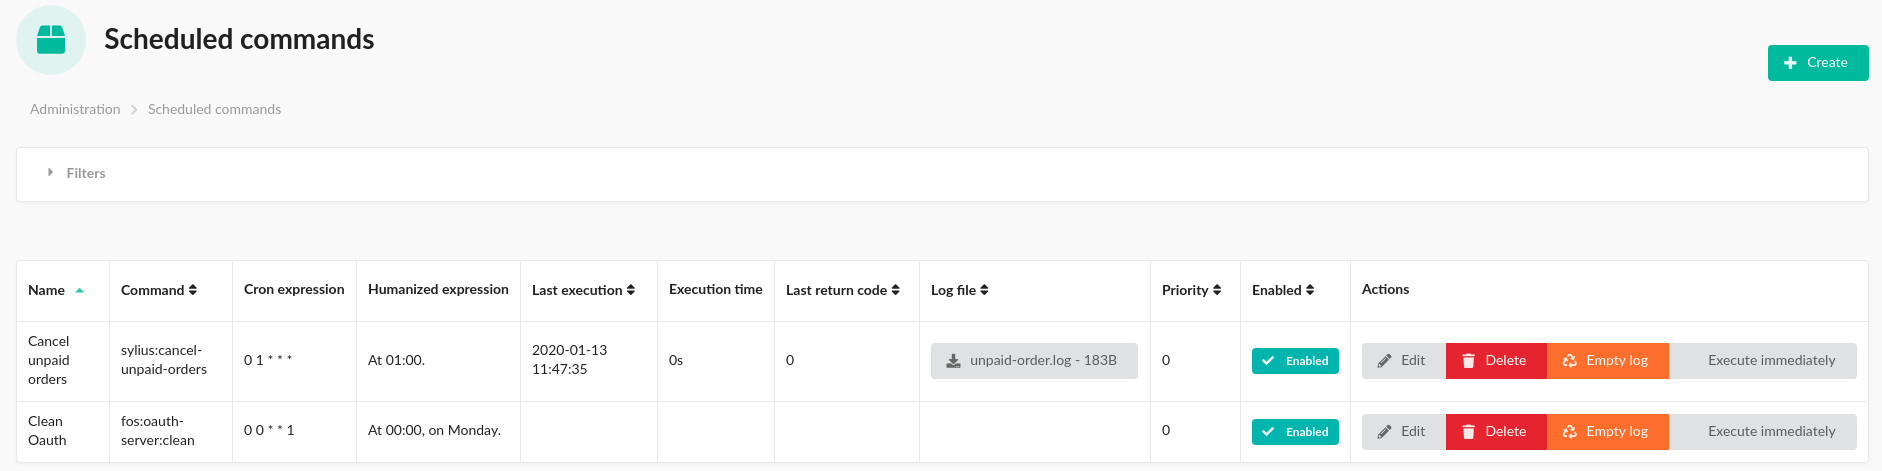 Scheduled commands
Create
Administration > Scheduled commands
Filters
Name Command Cron expression Humanized expression Last execution Execution time Last return code Log file Priority Enabled Actions
Cancel
unpaid
orders
sylius:cancel-
unpaid-orders
0 1 * * *
At 01:00.
2020-01-13
11:47:35
0s
0
unpaid-order.log - 183B
0
Enabled
Edit Delete Empty log Execute immediately
Clean
Oauth
fos:oauth-
server:clean
0 0 * * 1
At 00:00, on Monday.
0
Enabled
Edit Delete Empty log Execute immediately